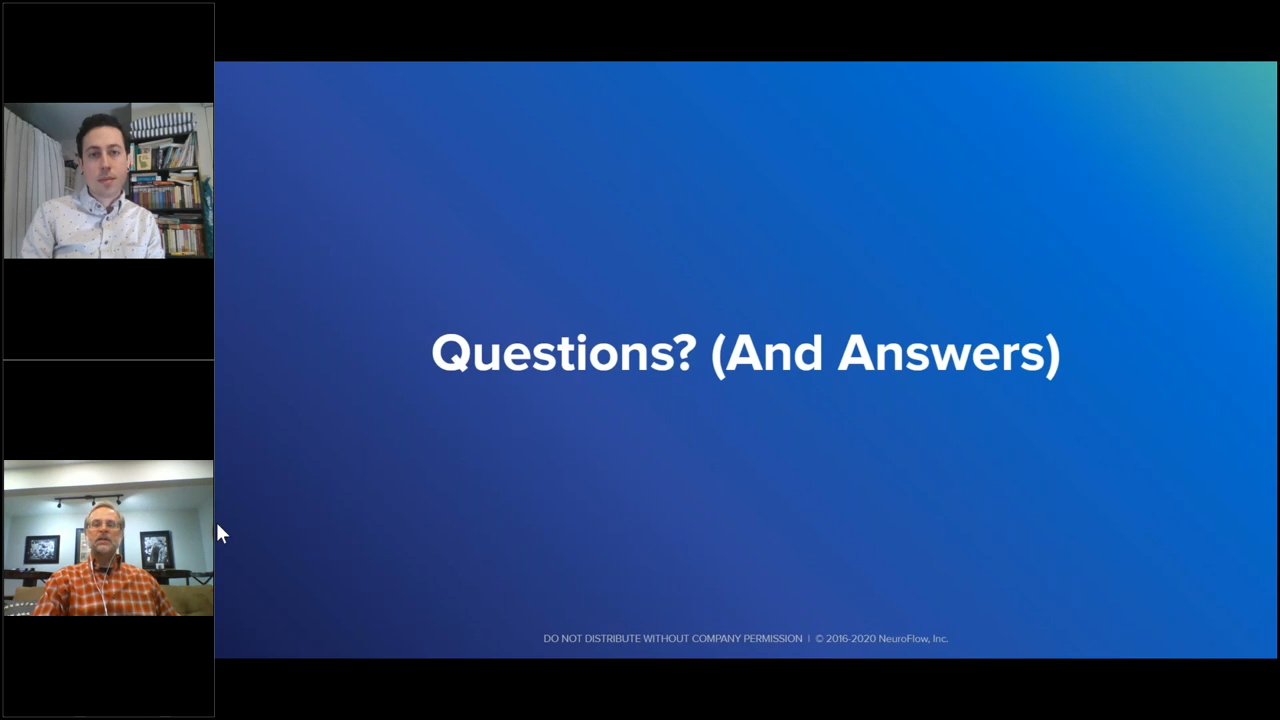 Questions? (And Answers)
DO NOT DISTRIBUTE WITHOUT COMPANY PERMISSION | © 2016-2020 NeuroFlow, Inc.